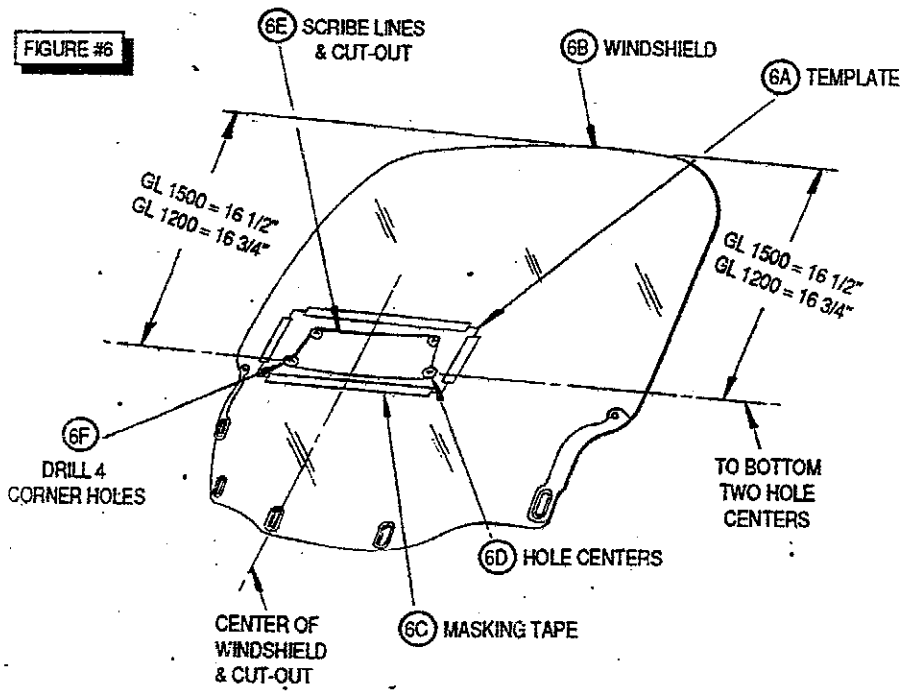 FIGURE #6
6E SCRIBE LINES
& CUT-OUT
6B WINDSHIELD
6A TEMPLATE
GL 1500 = 16 1/2"
GL 1200 = 16 3/4"
GL 1500 = 16 1/2"
GL 1200 = 16 3/4"
6F
DRILL 4
CORNER HOLES
TO BOTTOM
TWO HOLE
CENTERS
6D HOLE CENTERS
6C MASKING TAPE
CENTER OF
WINDSHIELD
& CUT-OUT